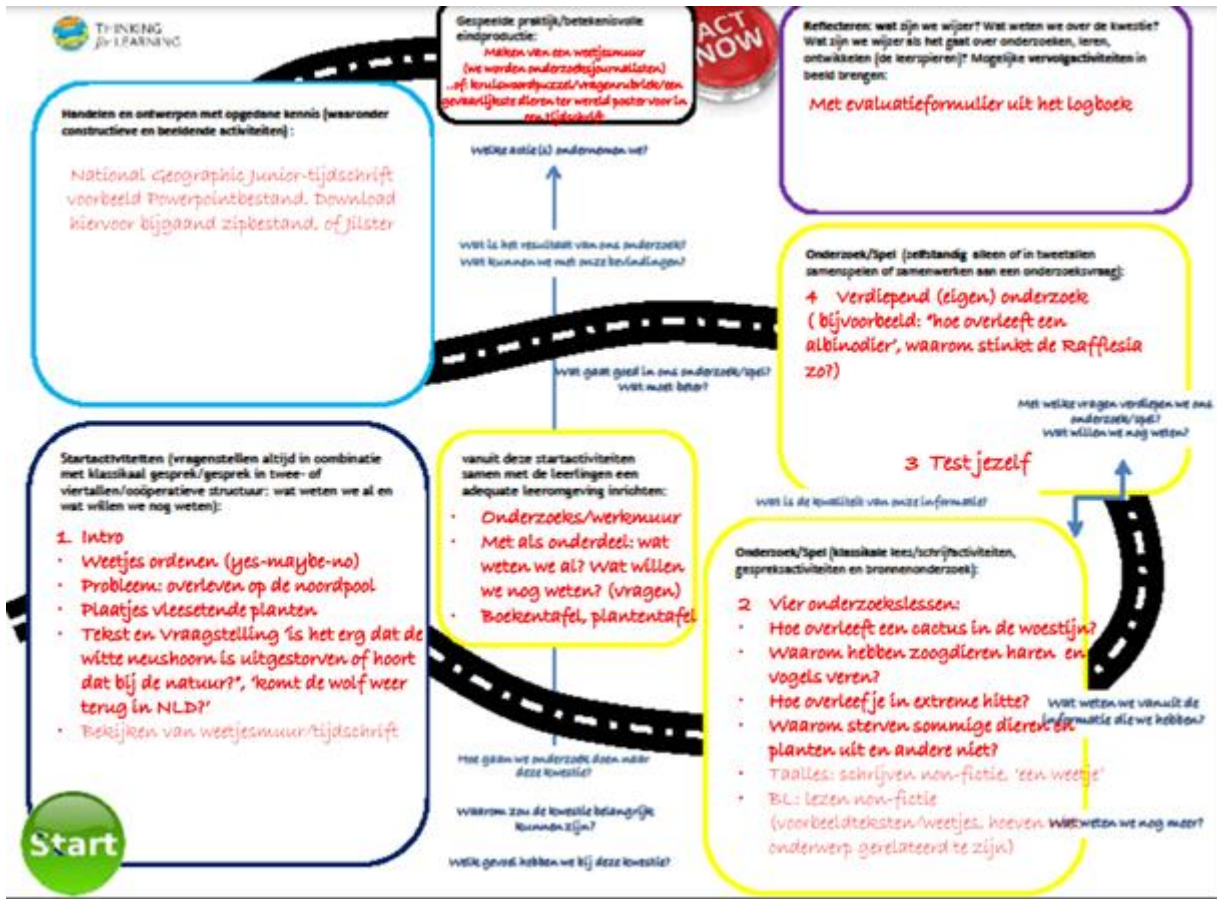 THINKING
for LEARNING
Gespeelde praktijk/betekenisvolle
eindproductie:
Maken van een weetjesmuur
(we worden onderzoeksjournalisten)
..of: kruiswoordpuzzel/vragenrubriek/een
gevaarlijkste dieren ter wereld poster voor in
een tijdschrift
ACT
NOW
Reflecteren: wat zijn we wijzer? Wat weten we over de kwestie?
Wat zijn we wijzer als het gaat over onderzoeken, leren,
ontwikkelen (de leerspieren)? Mogelijke vervolgactiviteiten in
beeld brengen:
Met evaluatieformulier uit het logboek
Handelen en ontwerpen met opgedane kennis (waaronder
constructieve en beeldende activiteiten) :
National Geographic Junior-tijdschrift
voorbeeld Powerpointbestand. Download
hiervoor bijgaand zipbestand, of Jilster
Welke actie(s) ondernemen we?
Wat is het resultaat van ons onderzoek?
Wat kunnen we met onze bevindingen?
Onderzoek/Spel (zelfstandig alleen of in tweetallen
samenspelen of samenwerken aan een onderzoeksvraag):
4 Verdiepend (eigen) onderzoek
( bijvoorbeeld: "hoe overleeft een
albinodier', waarom stinkt de Rafflesia
zo?)
3 Test jezelf
Wat gaat goed in ons onderzoek/spel?
Wat moet beter?
Met welke vragen verdiepen we ons
onderzoek/spel?
Wat willen we nog weten?
Startactiviteiten (vragenstellen altijd in combinatie
met klassikaal gesprek/gesprek in twee- of
viertallen/coöperatieve structuur: wat weten we al en
wat willen we nog weten):
1. Intro
• Weetjes ordenen (yes-maybe-no)
• Probleem: overleven op de noordpool
• Plaatjes vleesetende planten
• Tekst en Vraagstelling 'is het erg dat de
witte neushoorn is uitgestorven of hoort
dat bij de natuur?", 'komt de wolf weer
terug in NLD?'
• Bekijken van weetjesmuur/tijdschrift
Start
vanuit deze startactiviteiten
samen met de leerlingen een
adequate leeromgeving inrichten:
• Onderzoeks/werkmuur
• Met als onderdeel: wat
weten we al? Wat willen
we nog weten? (vragen)
• Boekentafel, plantentafel
Wat is de kwaliteit van onze informatie?
Onderzoek/Spel (klassikale lees/schrijfactiviteiten,
gespreksactiviteiten en bronnenonderzoek):
2 Vier onderzoekslessen:
• Hoe overleeft een cactus in de woestijn?
• Waarom hebben zoogdieren haren en
vogels veren?
• Hoe overleef je in extreme hitte?
• Waarom sterven sommige dieren en
planten uit en andere niet?
• Taalles: schrijven non-fictie, 'een weetje'
• BL: lezen non-fictie
(voorbeeldteksten/weetjes, hoeven
onderwerp gerelateerd te zijn)
Wat weten we vanuit de
informatie die we hebben?
Wat weten we nog meer?
Hoe gaan we onderzoek doen naar
deze kwestie?
Waarom zou de kwestie belangrijk
kunnen zijn?
Welk gevoel hebben we bij deze kwestie?